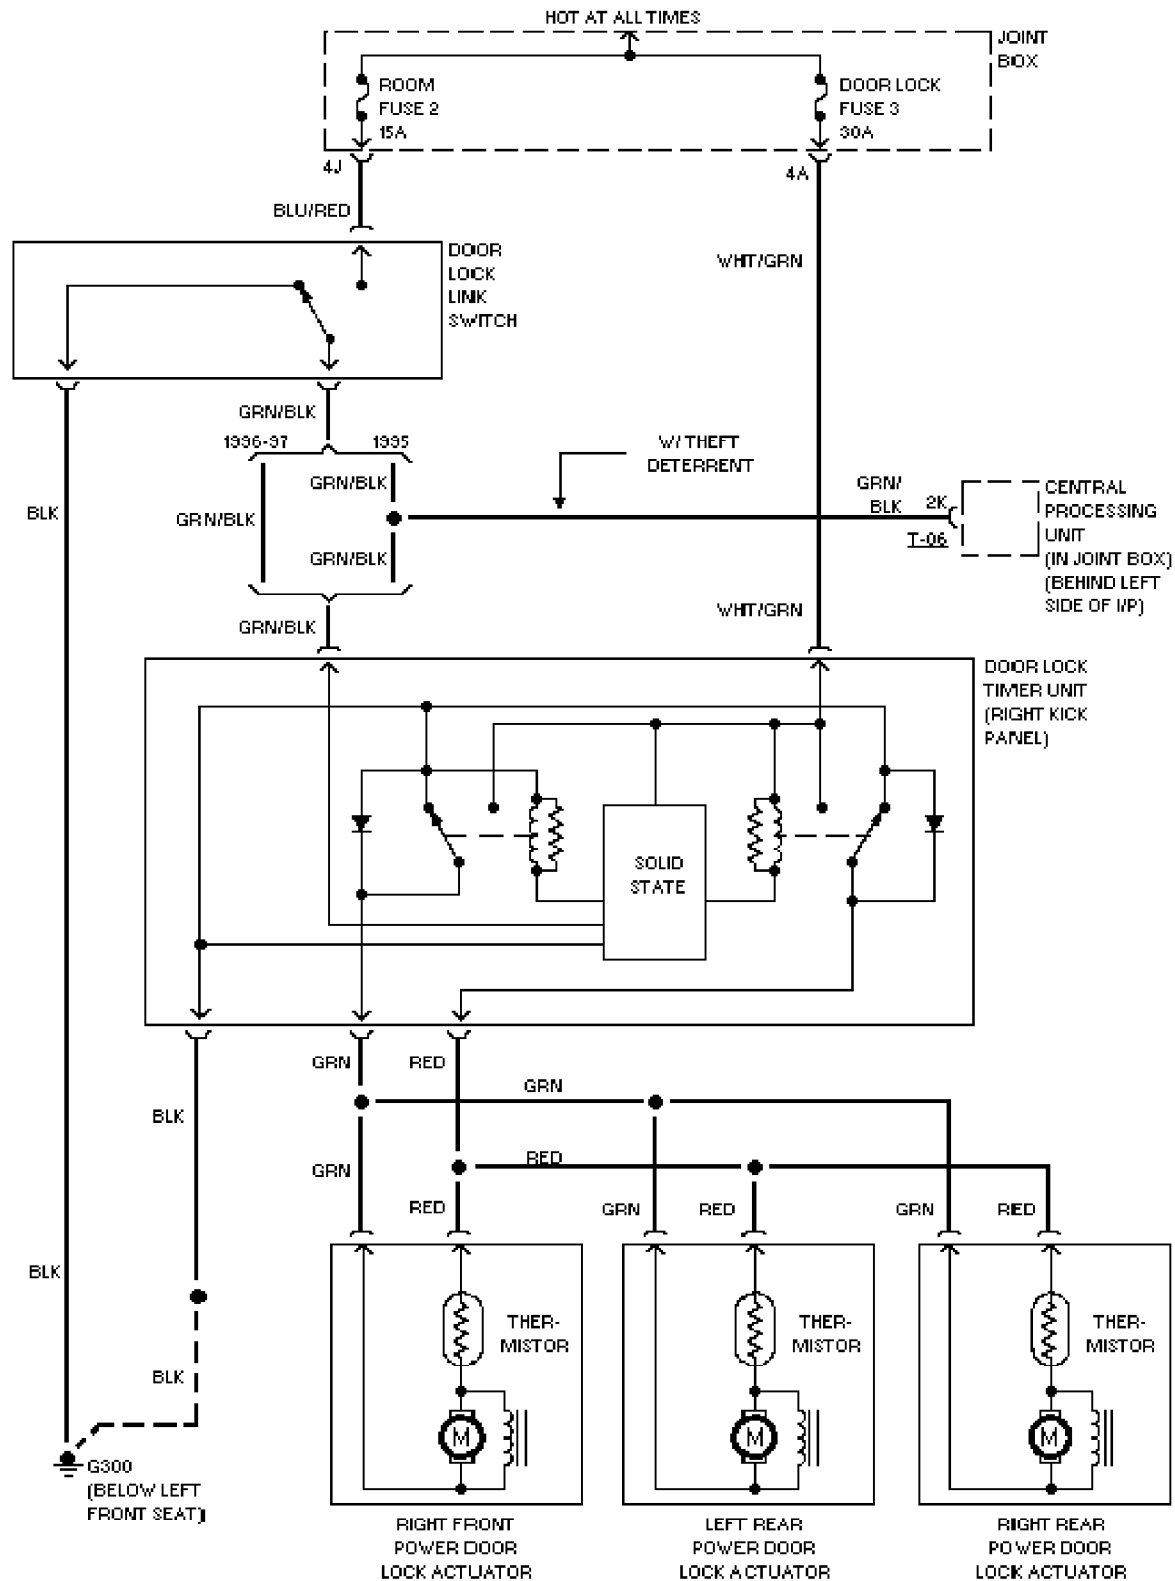 HOT AT ALL TIMES
JOINT
BOX
ROOM
FUSE 2
15A
DOOR LOCK
FUSE 3
30A
4J
4A
BLU/RED
WHT/GRN
DOOR
LOCK
LINK
SWITCH
GRN/BLK
1996-97
1995
W/ THEFT
DETERRENT
GRN/BLK
GRN/BLK
GRN/
BLK
2K
T-06
CENTRAL
PROCESSING
UNIT
(IN JOINT BOX)
(BEHIND LEFT
SIDE OF I/P)
BLK
GRN/BLK
GRN/BLK
WHT/GRN
DOOR LOCK
TIMER UNIT
(RIGHT KICK
PANEL)
SOLID
STATE
GRN
RED
GRN
BLK
GRN
RED
RED
GRN
RED
GRN
RED
BLK
THER-
MISTOR
THER-
MISTOR
THER-
MISTOR
BLK
M
M
M
G300
(BELOW LEFT
FRONT SEAT)
RIGHT FRONT
POWER DOOR
LOCK ACTUATOR
LEFT REAR
POWER DOOR
LOCK ACTUATOR
RIGHT REAR
POWER DOOR
LOCK ACTUATOR